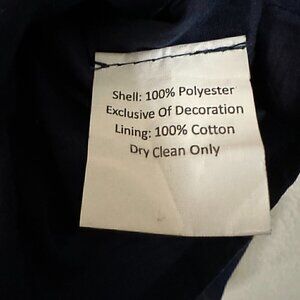 Shell: 100% Polyester
Exclusive Of Decoration
Lining: 100% Cotton
Dry Clean Only